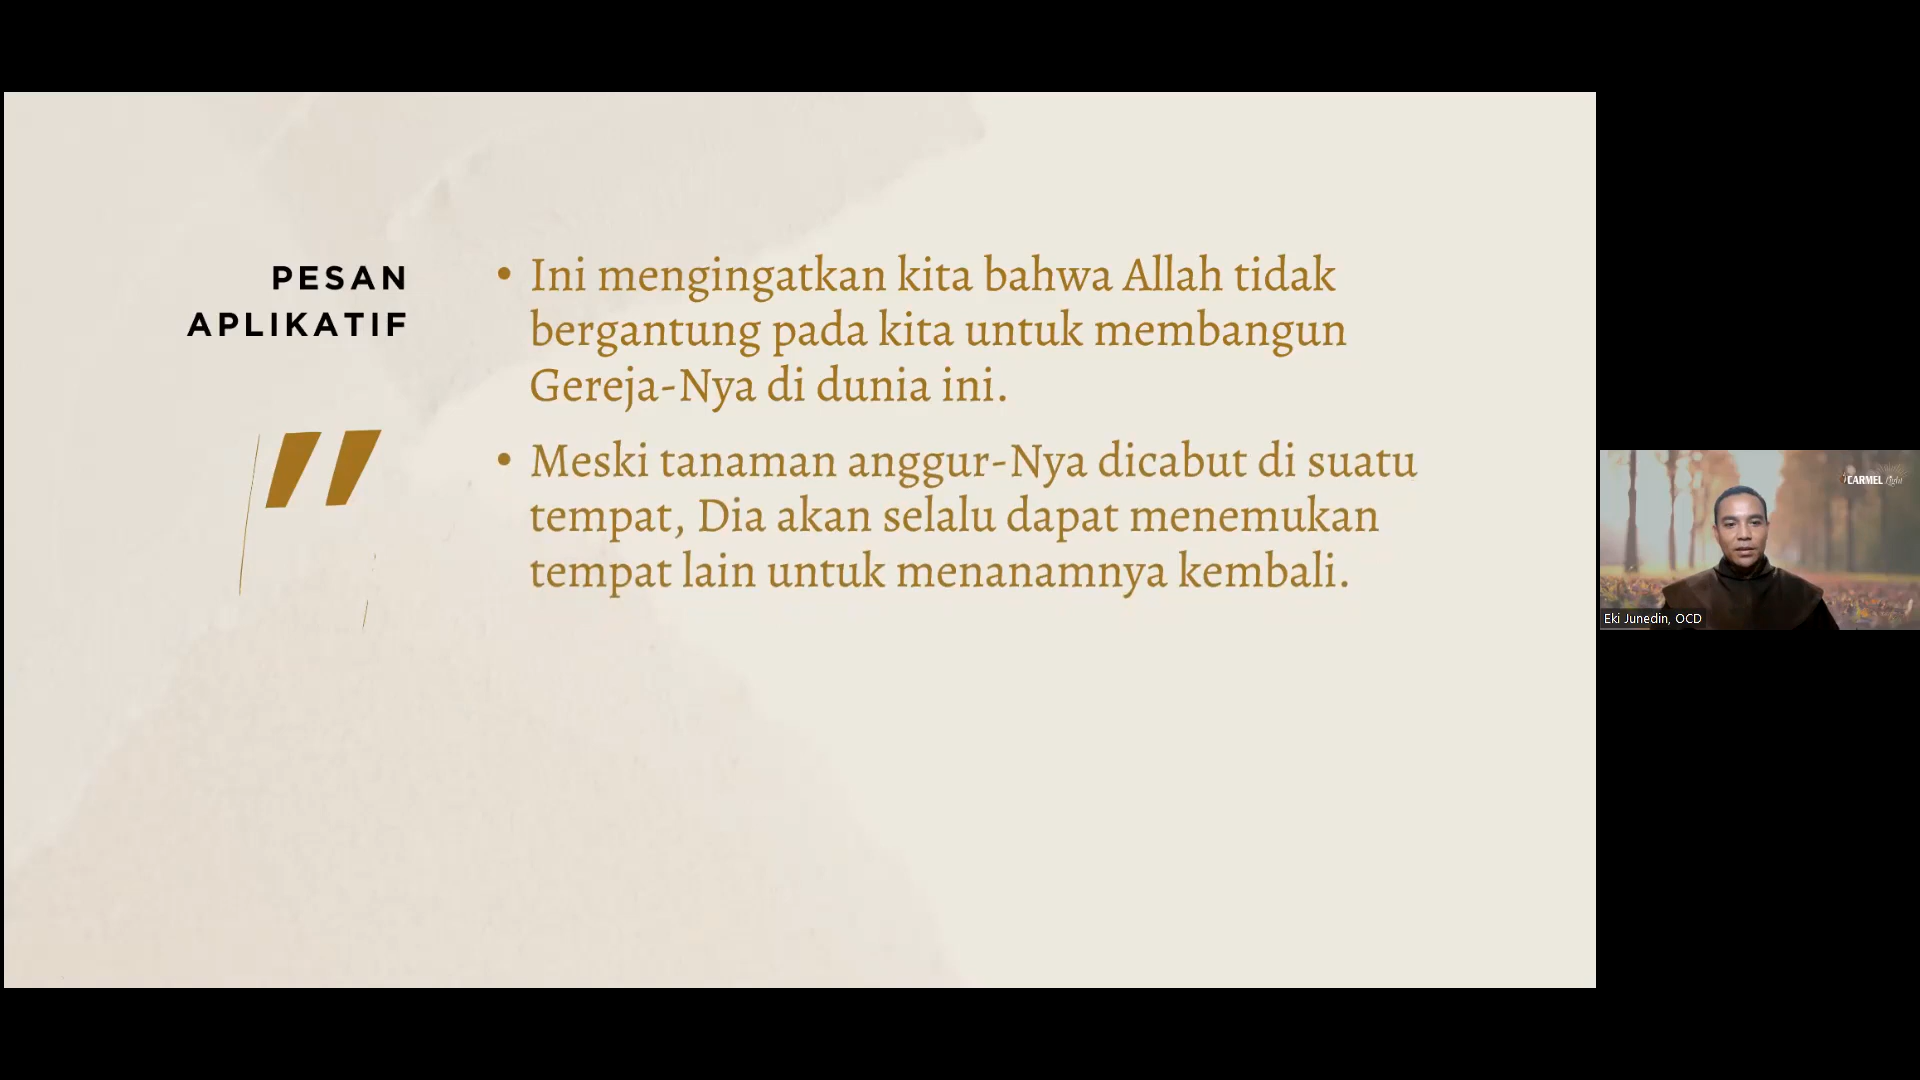 PESAN
APLIKATIF
• Ini mengingatkan kita bahwa Allah tidak
bergantung pada kita untuk membangun
Gereja-Nya di dunia ini.
• Meski tanaman anggur-Nya dicabut di suatu
tempat, Dia akan selalu dapat menemukan
tempat lain untuk menanamnya kembali.
CARMEL Light
Eki Junedin, OCD